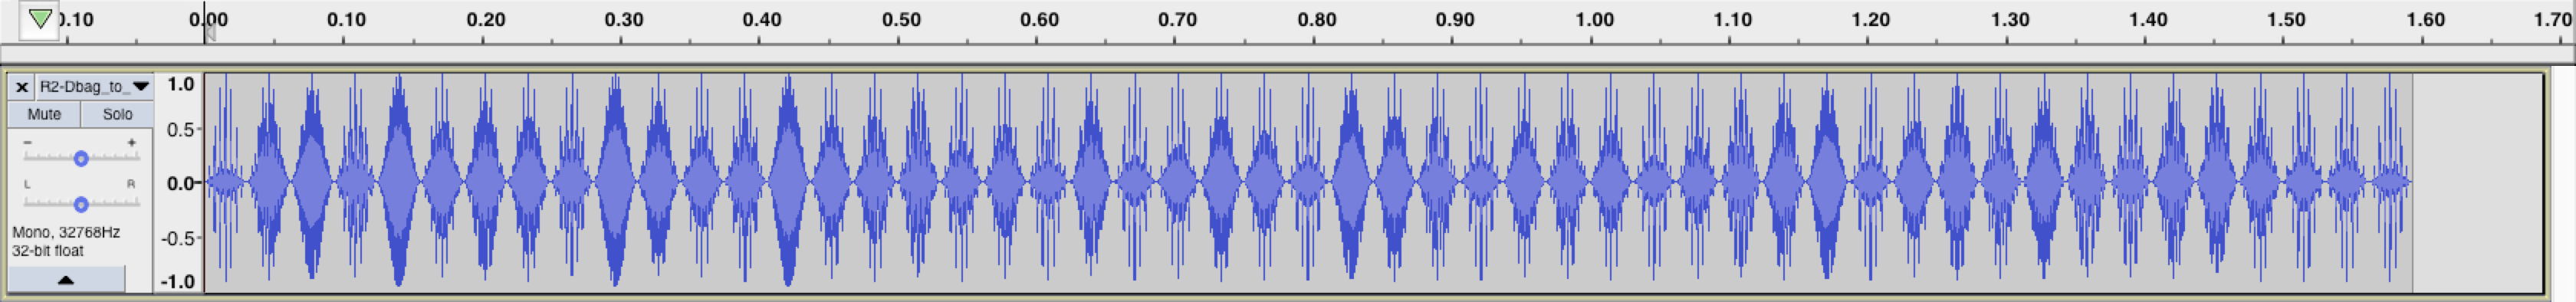 0.10 0.00 0.10 0.20 0.30 0.40 0.50 0.60 0.70 0.80 0.90 1.00 1.10 1.20 1.30 1.40 1.50 1.60 1.70
x R2-Dbag_to_
Mute Solo
- +
L R
Mono, 32768Hz
32-bit float
1.0
0.5-
0.0-
-0.5-
-1.0